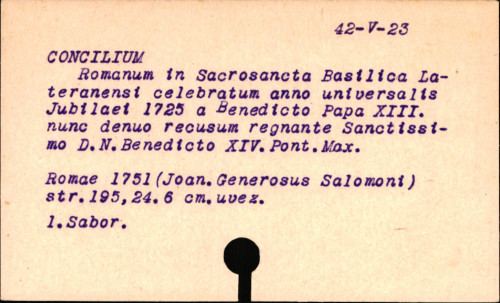 42-V-23
CONCILIUM
Romanum in Sacrosancta Basilica La-
teranensi celebratum anno universalis
Jubilaei 1725 a Benedicto Papa XIII.
nunc denuo recusum regnante Sanctissi-
mo D.N.Benedicto XIV.Pont.Max.
Romae 1751(Joan.Generosus Salomoni)
str.195,24.6 cm.uvez.
1.Sabor.